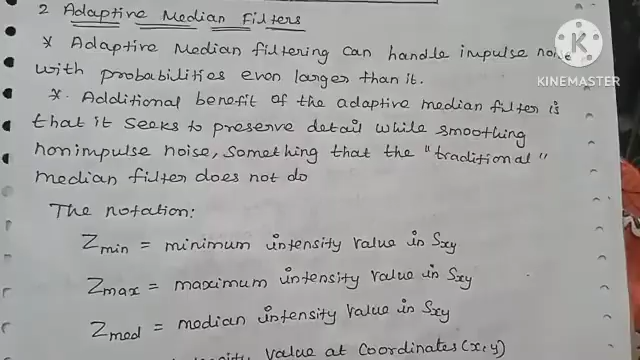 2 Adaptive Median Filters
* Adaptive Median filtering can handle impulse noise
with probabilities even larger than it.
KINEMASTER
* Additional benefit of the adaptive median filter is
that it seeks to preserve detail while smoothing
nonimpulse noise, something that the "traditional"
median filter does not do
The notation:
Zmin = minimum intensity value in Sxy
Zmax = maximum intensity value in Sxy
Zmed = median intensity value in Sxy
value at coordinates (x,y)